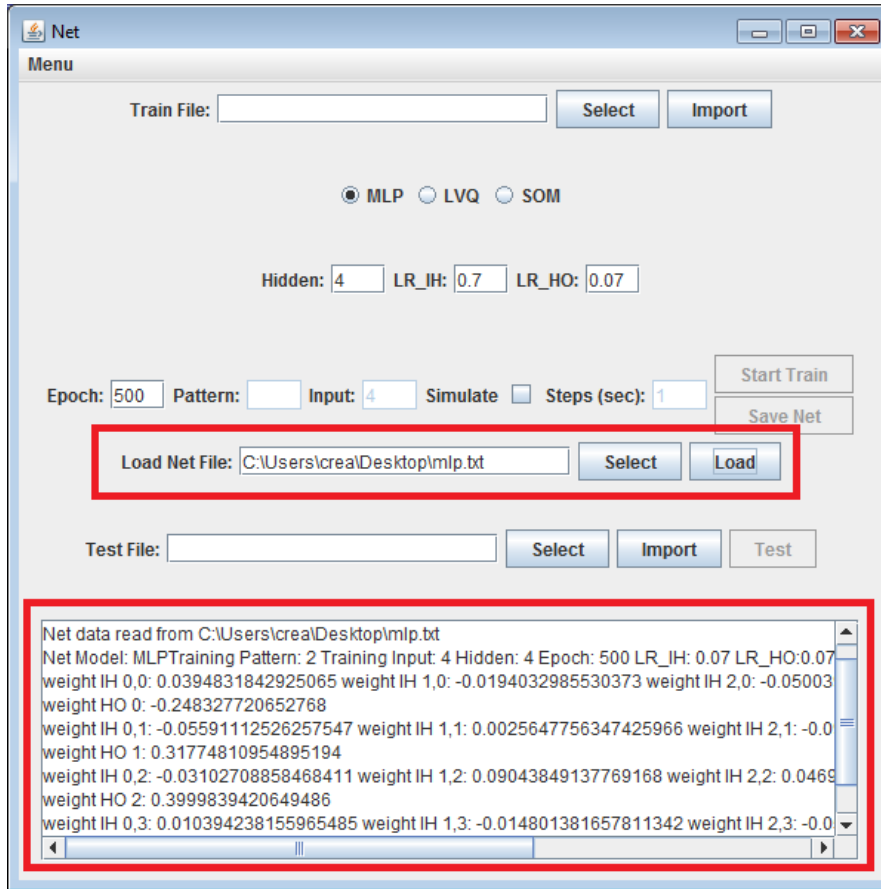 Net
Menu
Train File: Select Import
MLP LVQ SOM
Hidden: 4 LR_IH: 0.7 LR_HO: 0.07
Start Train
Epoch: 500 Pattern: Input: 4 Simulate Steps (sec): 1
Save Net
Load Net File: C:\Users\crea\Desktop\mlp.txt Select Load
Test File: Select Import Test
Net data read from C:\Users\crea\Desktop\mlp.txt
Net Model: MLPTraining Pattern: 2 Training Input: 4 Hidden: 4 Epoch: 500 LR_IH: 0.07 LR_HO:0.07
weight IH 0,0: 0.0394831842925065 weight IH 1,0: -0.0194032985530373 weight IH 2,0: -0.05003
weight HO 0: -0.248327720652768
weight IH 0,1: -0.05591112526257547 weight IH 1,1: 0.0025647756347425966 weight IH 2,1: -0.0
weight HO 1: 0.31774810954895194
weight IH 0,2: -0.03102708858468411 weight IH 1,2: 0.09043849137769168 weight IH 2,2: 0.0469
weight HO 2: 0.3999839420649486
weight IH 0,3: 0.010394238155965485 weight IH 1,3: -0.014801381657811342 weight IH 2,3: -0.0